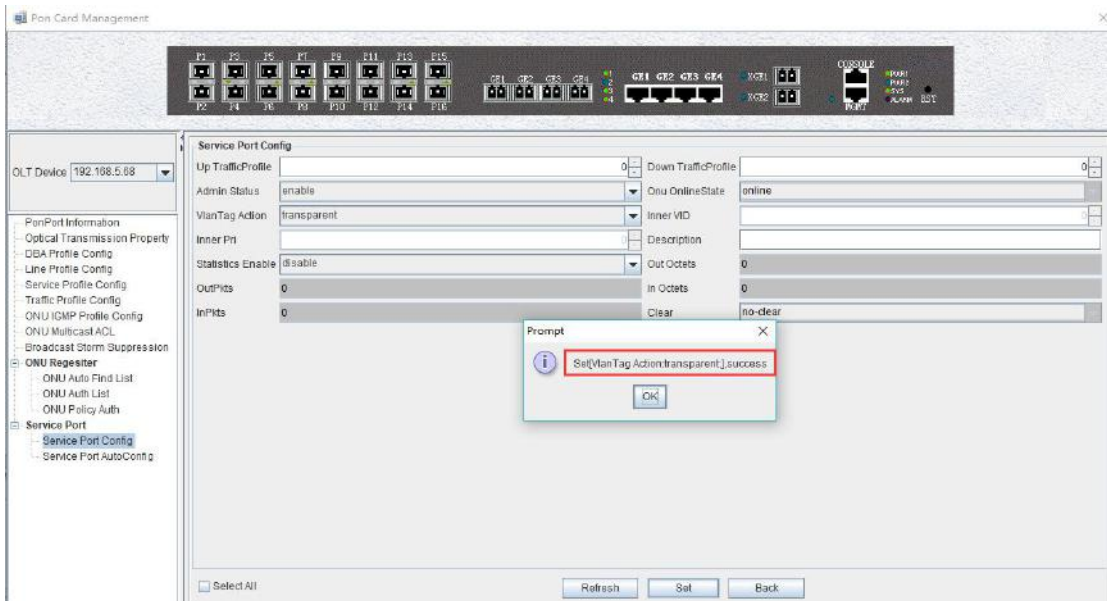 Pon Card Management
P1 P3 P5 P7 P9 P11 P13 P15
P2 P4 P6 P8 P10 P12 P14 P16
GE1 GE2 GE3 GE4
GE1 GE2 GE3 GE4
XGE1
XGE2
CONSOLE
MGMT
SYS
ALARM
RST
OLT Device 192.168.5.68
PonPort Information
Optical Transmission Property
DBA Profile Config
Line Profile Config
Service Profile Config
Traffic Profile Config
ONU IGMP Profile Config
ONU Multicast ACL
Broadcast Storm Suppression
ONU Regesiter
ONU Auto Find List
ONU Auth List
ONU Policy Auth
Service Port
Service Port Config
Service Port AutoConfig
Service Port Config
Up TrafficProfile 0 Down TrafficProfile 0
Admin Status enable Onu OnlineState online
VlanTag Action transparent Inner VID 0
Inner Pri 0 Description
Statistics Enable disable Out Octets 0
OutPkts 0 In Octets 0
InPkts 0 Clear no-clear
Prompt
Set[VlanTag Action:transparent;],success
OK
Select All Refresh Set Back